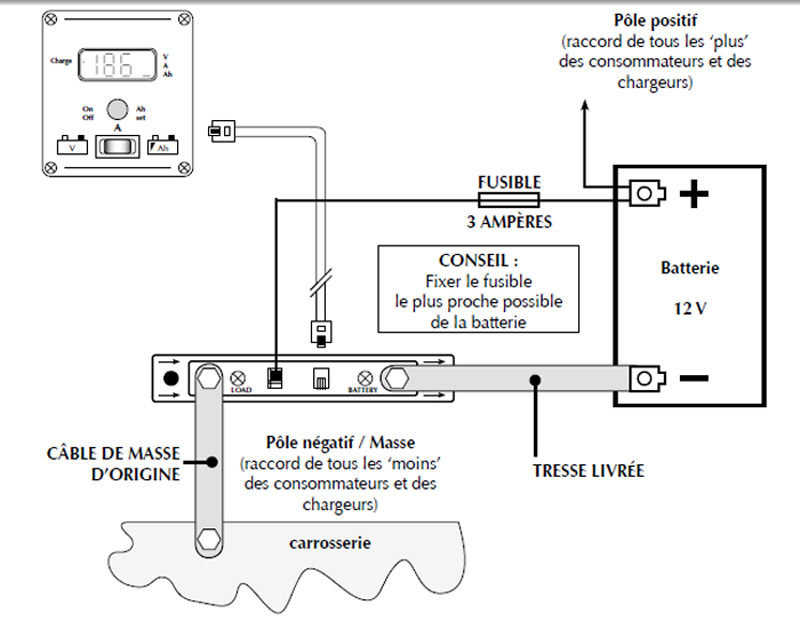 Pôle positif
(raccord de tous les ‘plus’
des consommateurs et des
chargeurs)
Charge
186
V
A
Ah
On
Off
Ah
set
A
V
Ah
FUSIBLE
3 AMPÈRES
+
Batterie
12 V
CONSEIL :
Fixer le fusible
le plus proche possible
de la batterie
LOAD
BATTERY
–
CÂBLE DE MASSE
D’ORIGINE
Pôle négatif / Masse
(raccord de tous les ‘moins’
des consommateurs et des
chargeurs)
TRESSE LIVRÉE
carrosserie